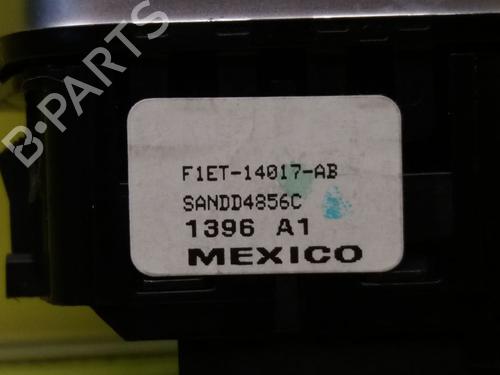 B-PARTS
F1ET-14017-AB
SANDD4856C
1396 A1
MEXICO